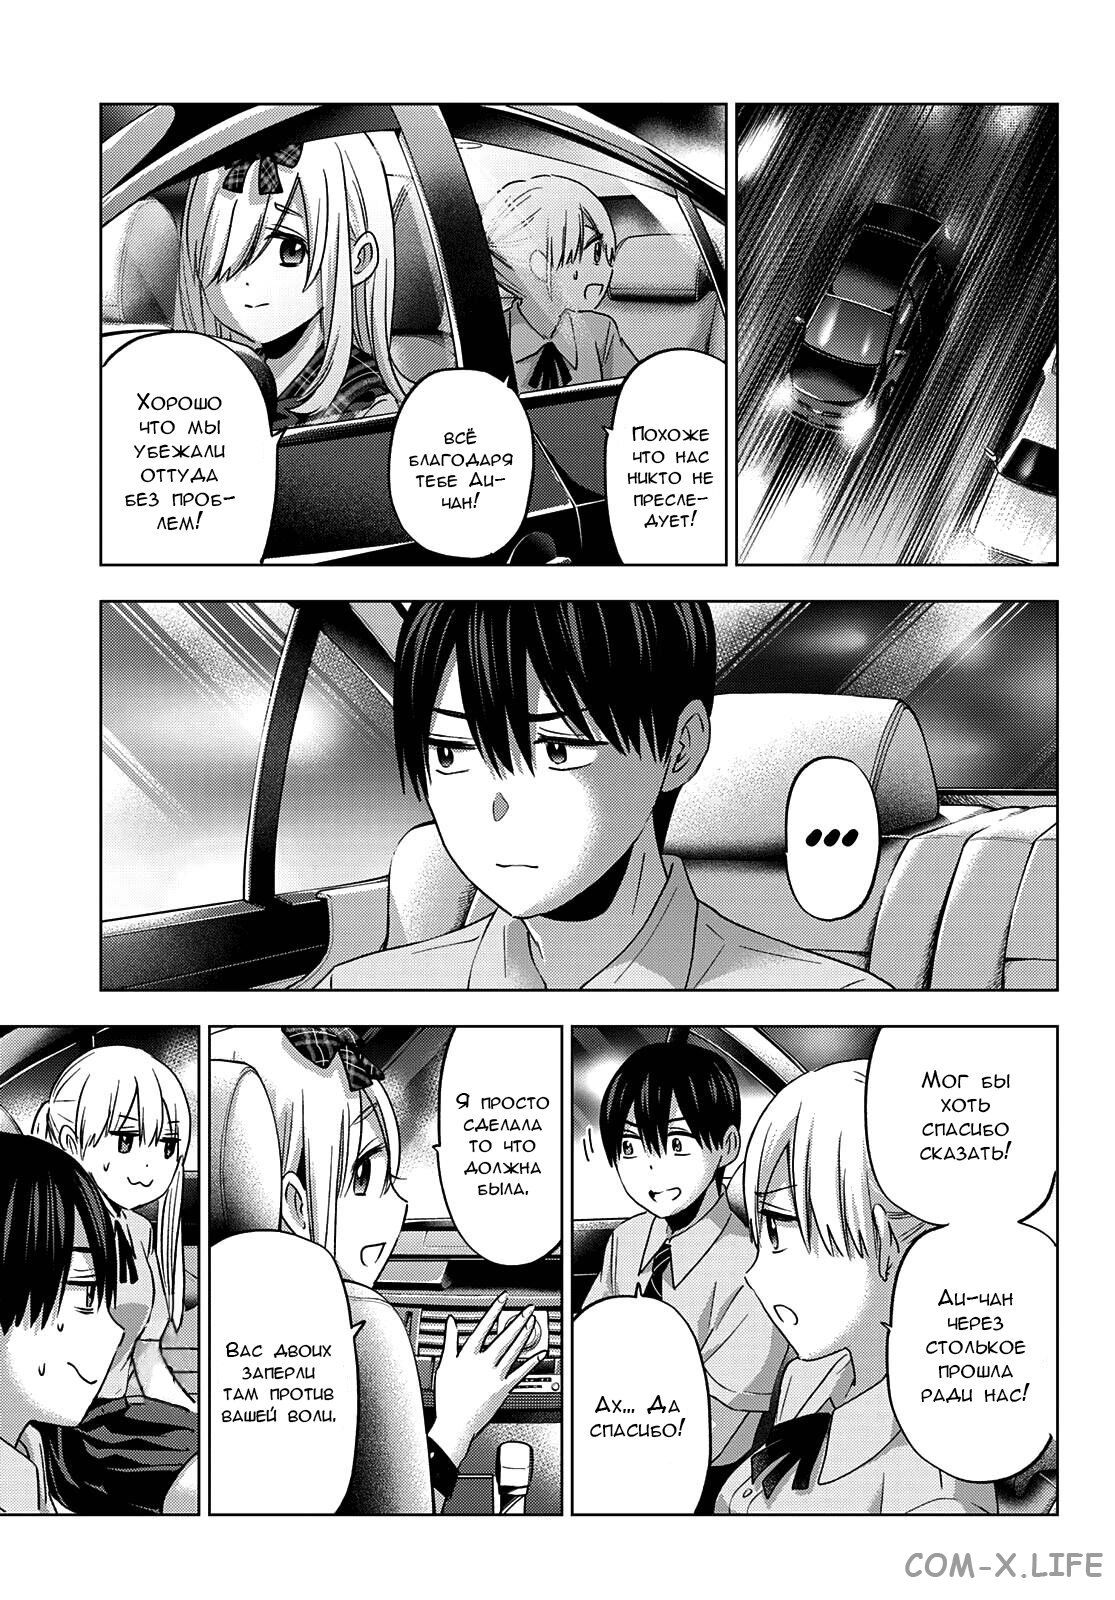 Похоже
что нас
никто не
пресле-
дует!
всё
благодаря
тебе Аи-
чан!
Хорошо
что мы
убежали
оттуда
без проб-
лем!
...
Мог бы
хоть
спасибо
сказать!
Аи-чан
через
столькое
прошла
ради нас!
Ах... Да
спасибо!
Я просто
сделала
то что
должна
была.
Вас двоих
заперли
там против
вашей воли.
COM-X.LIFE